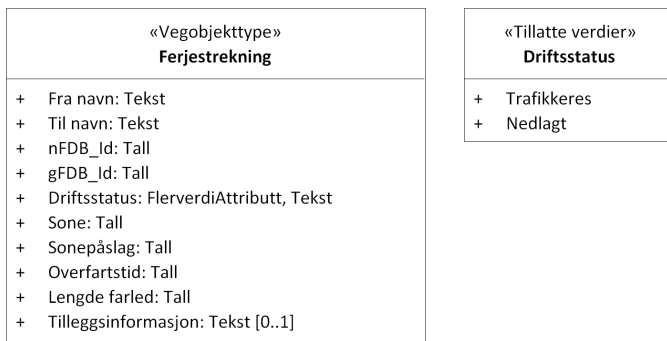 «Vegobjekttype»
Ferjestrekning
+ Fra navn: Tekst
+ Til navn: Tekst
+ nFDB_Id: Tall
+ gFDB_Id: Tall
+ Driftsstatus: FlerverdiAttributt, Tekst
+ Sone: Tall
+ Sonepåslag: Tall
+ Overfartstid: Tall
+ Lengde farled: Tall
+ Tilleggsinformasjon: Tekst [0..1]
«Tillatte verdier»
Driftsstatus
+ Trafikkeres
+ Nedlagt